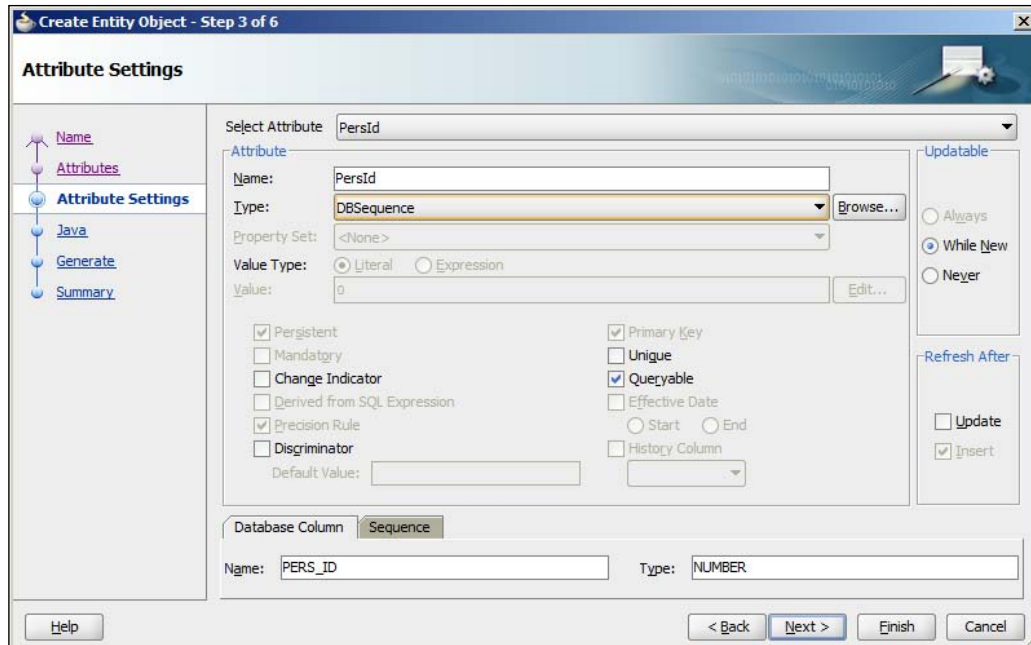 Create Entity Object - Step 3 of 6
Attribute Settings
Name
Attributes
Attribute Settings
Java
Generate
Summary
Select Attribute PersId
Attribute
Name: PersId
Type: DBSequence Browse...
Property Set: <None>
Value Type: Literal Expression
Value: 0 Edit...
Persistent Primary Key
Mandatory Unique
Change Indicator Queryable
Derived from SQL Expression Effective Date
Precision Rule Start End
Discriminator History Column
Default Value:
Updatable
Always
While New
Never
Refresh After
Update
Insert
Database Column Sequence
Name: PERS_ID Type: NUMBER
Help < Back Next > Finish Cancel